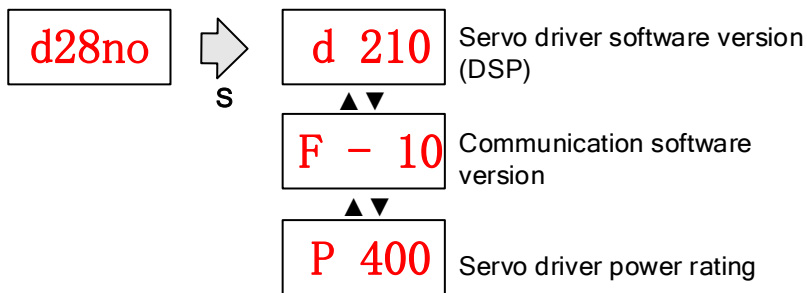 d28no
S
d 210
Servo driver software version
(DSP)
▲▼
F - 10
Communication software
version
▲▼
P 400
Servo driver power rating